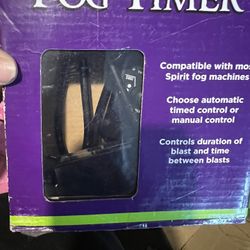 FOG TIMER
Compatible with mos
Spirit fog machines
Choose automatic
timed control or
manual control
Controls duration of
blast and time
between blasts